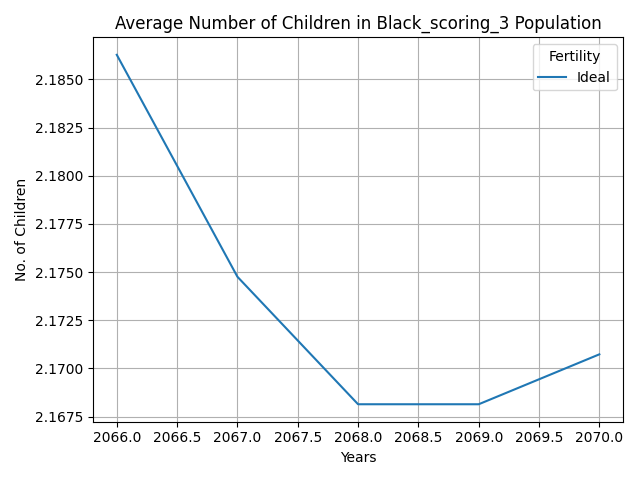 Average Number of Children in Black_scoring_3 Population
Fertility
Ideal
2.1850
2.1825
2.1800
2.1775
2.1750
2.1725
2.1700
2.1675
No. of Children
2066.0 2066.5 2067.0 2067.5 2068.0 2068.5 2069.0 2069.5 2070.0
Years